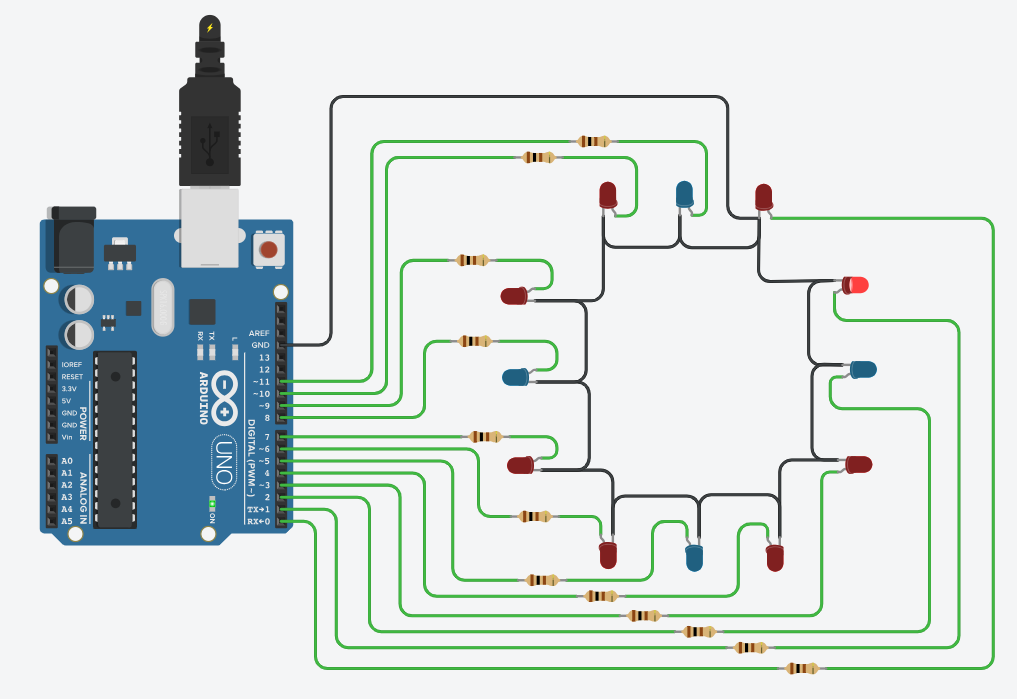 AREF
GND
13
12
~11
~10
~9
8
7
~6
~5
4
~3
2
TX→1
RX←0
DIGITAL (PWM~)
RX
TX
L
ARDUINO
UNO
ON
IOREF
RESET
3.3V
5V
GND
GND
Vin
POWER
A0
A1
A2
A3
A4
A5
ANALOG IN